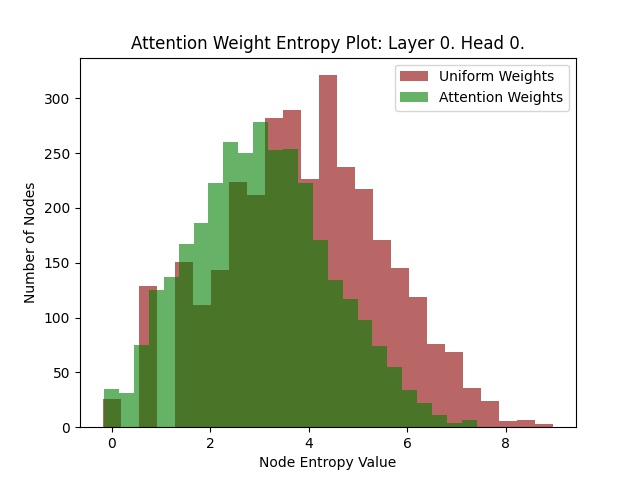 Attention Weight Entropy Plot: Layer 0. Head 0.
Uniform Weights
Attention Weights
Number of Nodes
300
250
200
150
100
50
0
0 2 4 6 8
Node Entropy Value